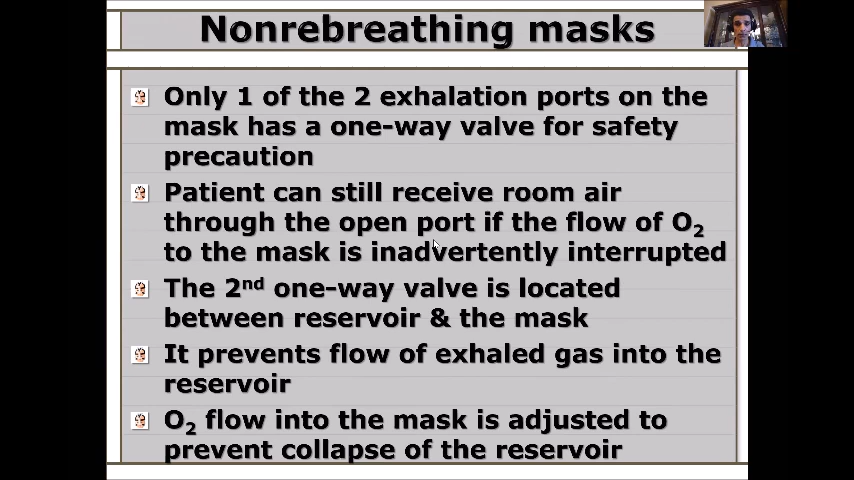 Nonrebreathing masks
Only 1 of the 2 exhalation ports on the
mask has a one-way valve for safety
precaution
Patient can still receive room air
through the open port if the flow of O₂
to the mask is inadvertently interrupted
The 2ⁿᵈ one-way valve is located
between reservoir & the mask
It prevents flow of exhaled gas into the
reservoir
O₂ flow into the mask is adjusted to
prevent collapse of the reservoir